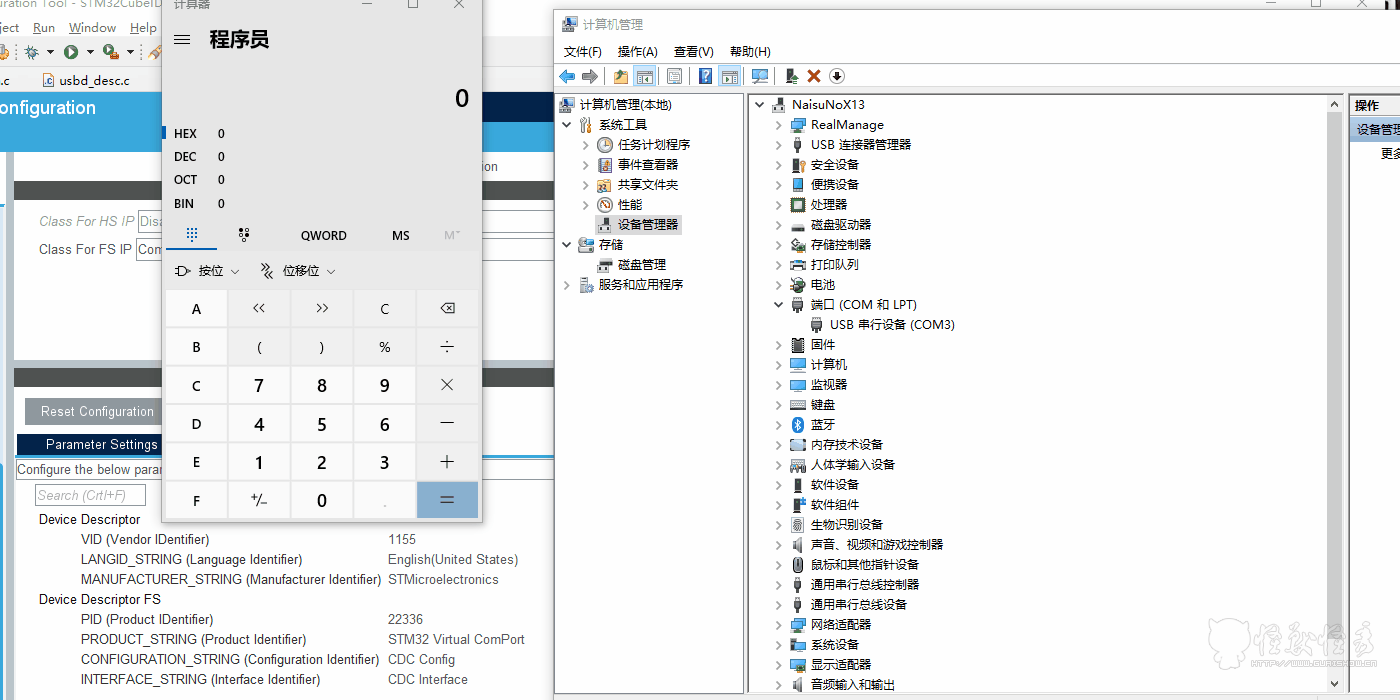 uration Tool - STM32CubeID
ject Run Window Help
.c usbd_desc.c
onfiguration
ion
Class For HS IP Disa
Class For FS IP Com
Reset Configuration
Parameter Settings
Configure the below parar
Search (Crtl+F)
Device Descriptor
VID (Vendor IDentifier) 1155
LANGID_STRING (Language Identifier) English(United States)
MANUFACTURER_STRING (Manufacturer Identifier) STMicroelectronics
Device Descriptor FS
PID (Product IDentifier) 22336
PRODUCT_STRING (Product Identifier) STM32 Virtual ComPort
CONFIGURATION_STRING (Configuration Identifier) CDC Config
INTERFACE_STRING (Interface Identifier) CDC Interface
计算器
程序员
0
HEX 0
DEC 0
OCT 0
BIN 0
QWORD MS M˅
按位 位移位
A << >> C
B ( ) % ÷
C 7 8 9 ×
D 4 5 6 −
E 1 2 3 +
F +/− 0 . =
计算机管理
文件(F) 操作(A) 查看(V) 帮助(H)
计算机管理(本地)
系统工具
任务计划程序
事件查看器
共享文件夹
性能
设备管理器
存储
磁盘管理
服务和应用程序
NaisuNoX13
RealManage
USB 连接器管理器
安全设备
便携设备
处理器
磁盘驱动器
存储控制器
打印队列
电池
端口 (COM 和 LPT)
USB 串行设备 (COM3)
固件
计算机
监视器
键盘
蓝牙
内存技术设备
人体学输入设备
软件设备
软件组件
生物识别设备
声音、视频和游戏控制器
鼠标和其他指针设备
通用串行总线控制器
通用串行总线设备
网络适配器
系统设备
显示适配器
音频输入和输出
操作
设备管理
更多